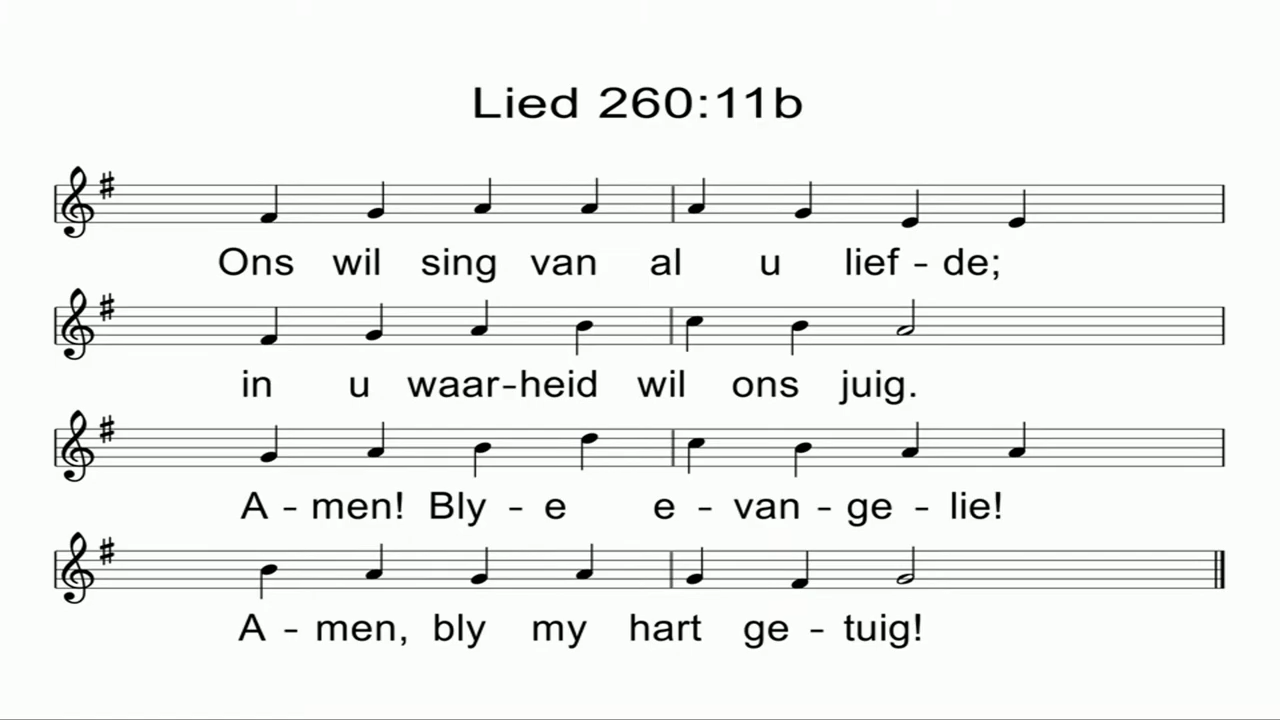 Lied 260:11b
Ons wil sing van al u lief - de;
in u waar-heid wil ons juig.
A - men! Bly - e e - van - ge - lie!
A - men, bly my hart ge - tuig!